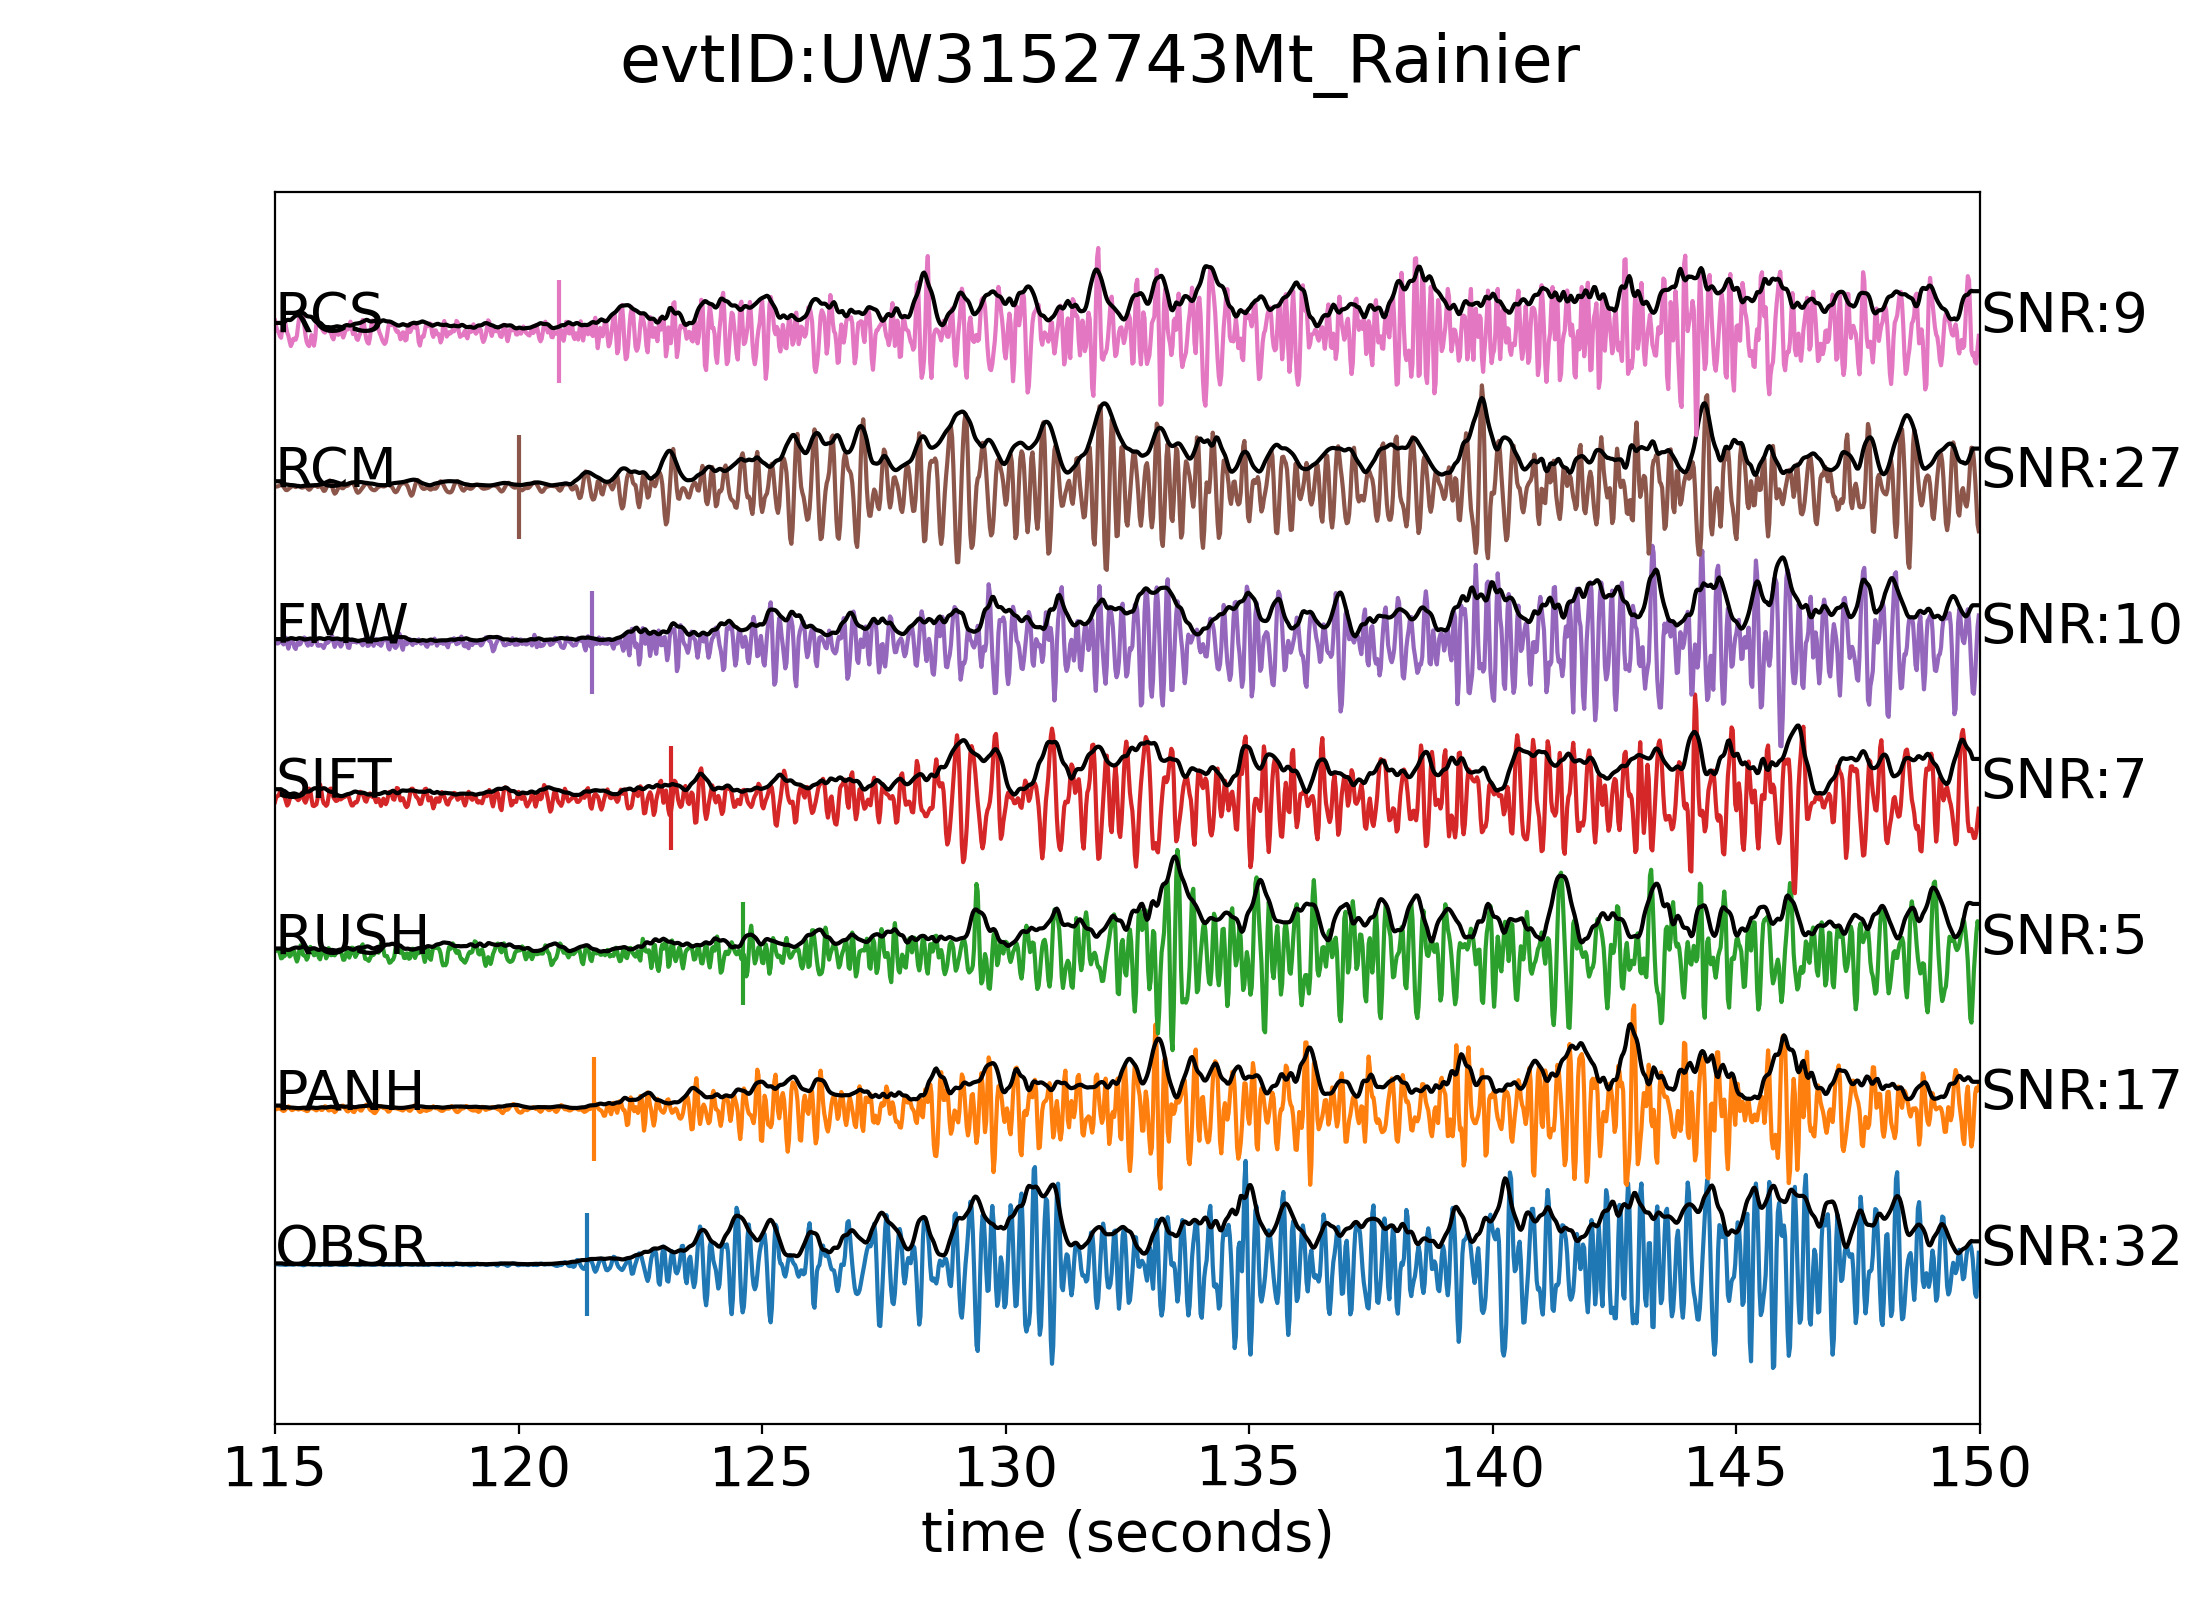 evtID:UW3152743Mt_Rainier
RCS SNR:9
RCM SNR:27
FMW SNR:10
SIFT SNR:7
RUSH SNR:5
PANH SNR:17
OBSR SNR:32
115 120 125 130 135 140 145 150
time (seconds)